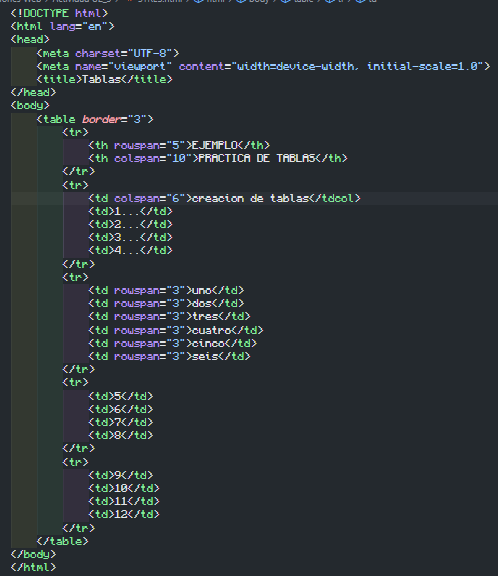 <!DOCTYPE html>
<html lang="en">
<head>
    <meta charset="UTF-8">
    <meta name="viewport" content="width=device-width, initial-scale=1.0">
    <title>Tablas</title>
</head>
<body>
    <table border="3">
        <tr>
            <th rowspan="5">EJEMPLO</th>
            <th colspan="10">PRACTICA DE TABLAS</th>
        </tr>
        <tr>
            <td colspan="6">creacion de tablas</tdcol>
            <td>1...</td>
            <td>2...</td>
            <td>3...</td>
            <td>4...</td>
        </tr>
        <tr>
            <td rowspan="3">uno</td>
            <td rowspan="3">dos</td>
            <td rowspan="3">tres</td>
            <td rowspan="3">cuatro</td>
            <td rowspan="3">cinco</td>
            <td rowspan="3">seis</td>
        </tr>
        <tr>
            <td>5</td>
            <td>6</td>
            <td>7</td>
            <td>8</td>
        </tr>
        <tr>
            <td>9</td>
            <td>10</td>
            <td>11</td>
            <td>12</td>
        </tr>
    </table>
</body>
</html>